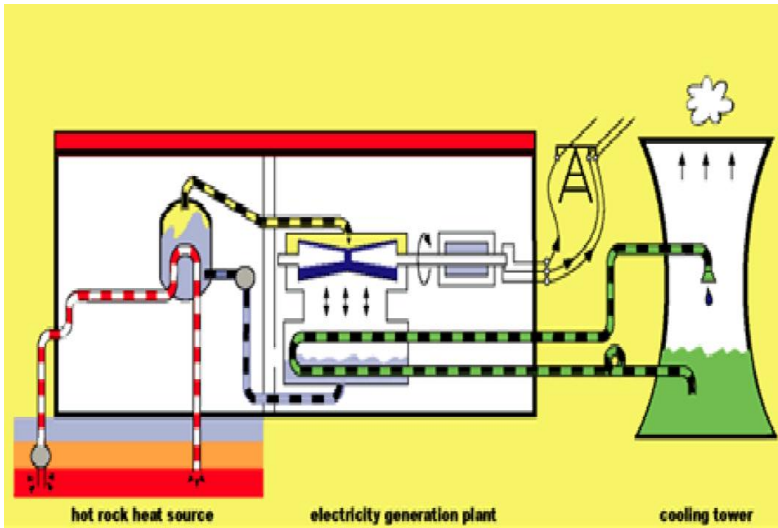 hot rock heat source
electricity generation plant
cooling tower